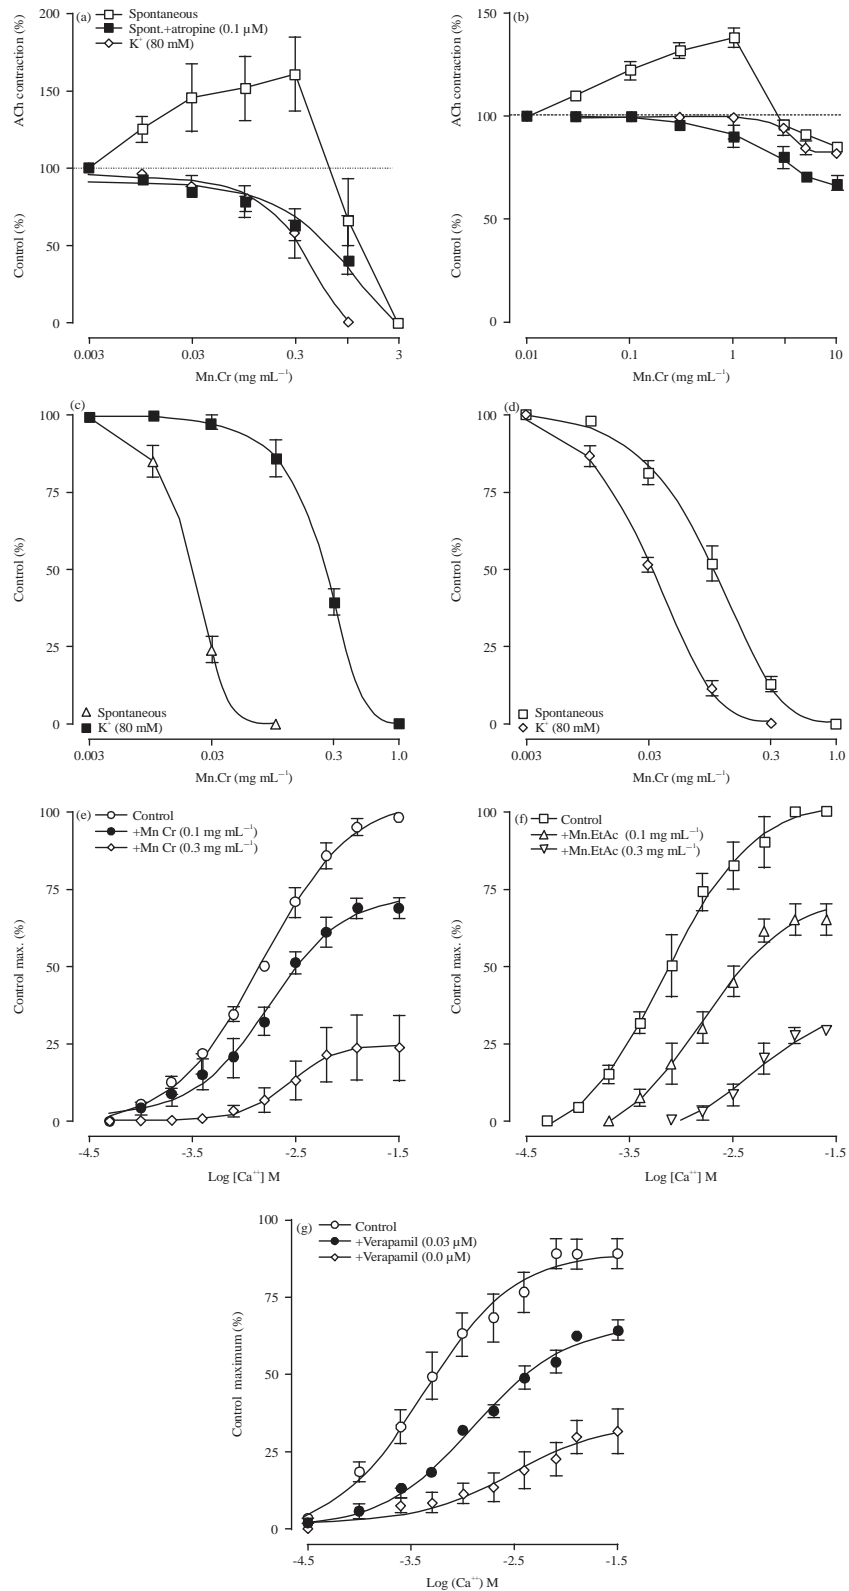 (a)
Spontaneous
Spont.+atropine (0.1 µM)
K⁺ (80 mM)
ACh contraction (%)
Control (%)
200
150
100
50
0
0.003
0.03
0.3
3
Mn.Cr (mg mL⁻¹)
(b)
ACh contraction (%)
Control (%)
150
100
50
0
0.01
0.1
1
10
Mn.Cr (mg mL⁻¹)
(c)
Control (%)
100
75
50
25
0
Spontaneous
K⁺ (80 mM)
0.003
0.03
0.3
1.0
Mn.Cr (mg mL⁻¹)
(d)
Control (%)
100
75
50
25
0
Spontaneous
K⁺ (80 mM)
0.003
0.03
0.3
1.0
Mn.Cr (mg mL⁻¹)
(e)
Control
+Mn Cr (0.1 mg mL⁻¹)
+Mn Cr (0.3 mg mL⁻¹)
Control max. (%)
100
75
50
25
0
-4.5
-3.5
-2.5
-1.5
Log [Ca⁺⁺] M
(f)
Control
+Mn.EtAc (0.1 mg mL⁻¹)
+Mn.EtAc (0.3 mg mL⁻¹)
Control max. (%)
100
75
50
25
0
-4.5
-3.5
-2.5
-1.5
Log [Ca⁺⁺] M
(g)
Control
+Verapamil (0.03 µM)
+Verapamil (0.0 µM)
Control maximum (%)
100
75
50
25
0
-4.5
-3.5
-2.5
-1.5
Log (Ca⁺⁺) M